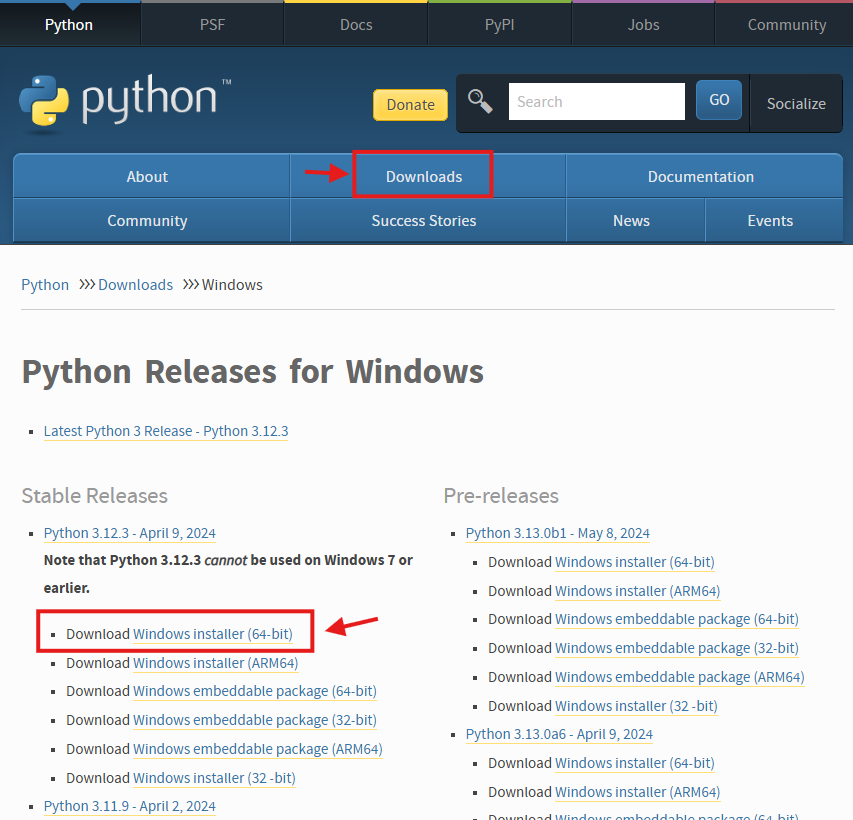 Python PSF Docs PyPI Jobs Community
python™ Donate Search GO Socialize
About Downloads Documentation
Community Success Stories News Events
Python Downloads Windows
Python Releases for Windows
Latest Python 3 Release - Python 3.12.3
Stable Releases
Python 3.12.3 - April 9, 2024
Note that Python 3.12.3 cannot be used on Windows 7 or
earlier.
Download Windows installer (64-bit)
Download Windows installer (ARM64)
Download Windows embeddable package (64-bit)
Download Windows embeddable package (32-bit)
Download Windows embeddable package (ARM64)
Download Windows installer (32 -bit)
Python 3.11.9 - April 2, 2024
Pre-releases
Python 3.13.0b1 - May 8, 2024
Download Windows installer (64-bit)
Download Windows installer (ARM64)
Download Windows embeddable package (64-bit)
Download Windows embeddable package (32-bit)
Download Windows embeddable package (ARM64)
Download Windows installer (32 -bit)
Python 3.13.0a6 - April 9, 2024
Download Windows installer (64-bit)
Download Windows installer (ARM64)
Download Windows embeddable package (64-bit)